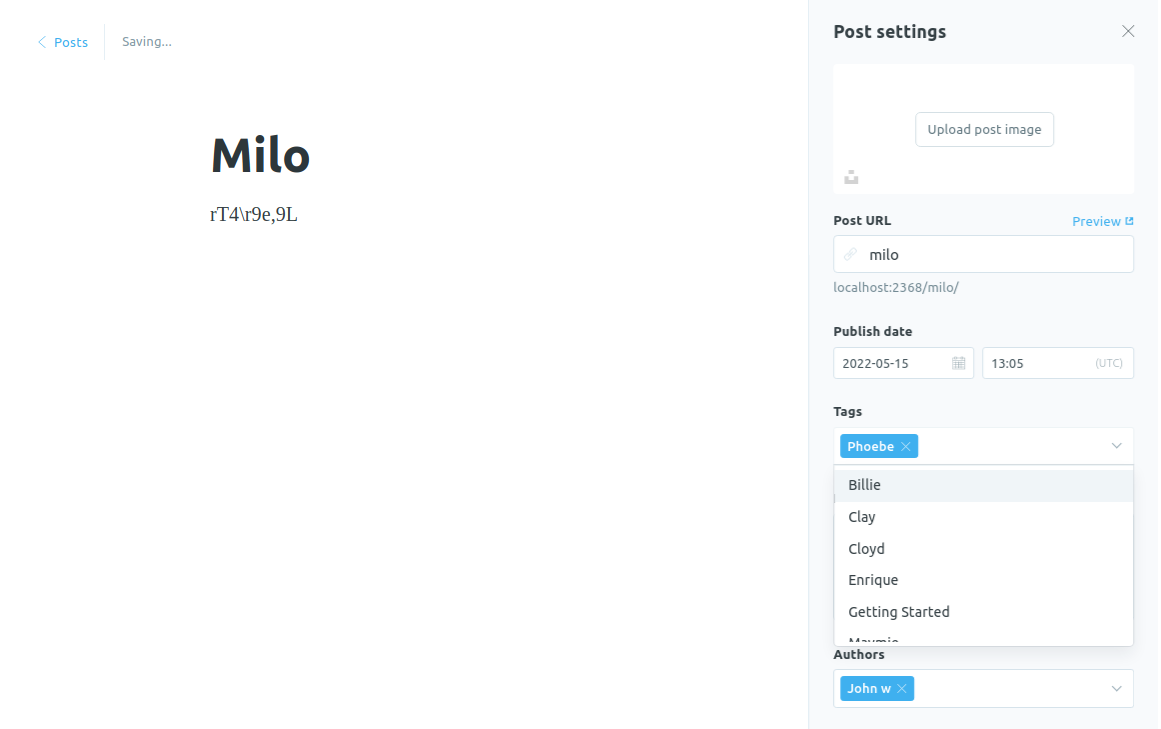 Posts
Saving...
Milo
rT4\r9e,9L
Post settings
Upload post image
Post URL
Preview
milo
localhost:2368/milo/
Publish date
2022-05-15
13:05
(UTC)
Tags
Phoebe
Billie
Clay
Cloyd
Enrique
Getting Started
Authors
John w